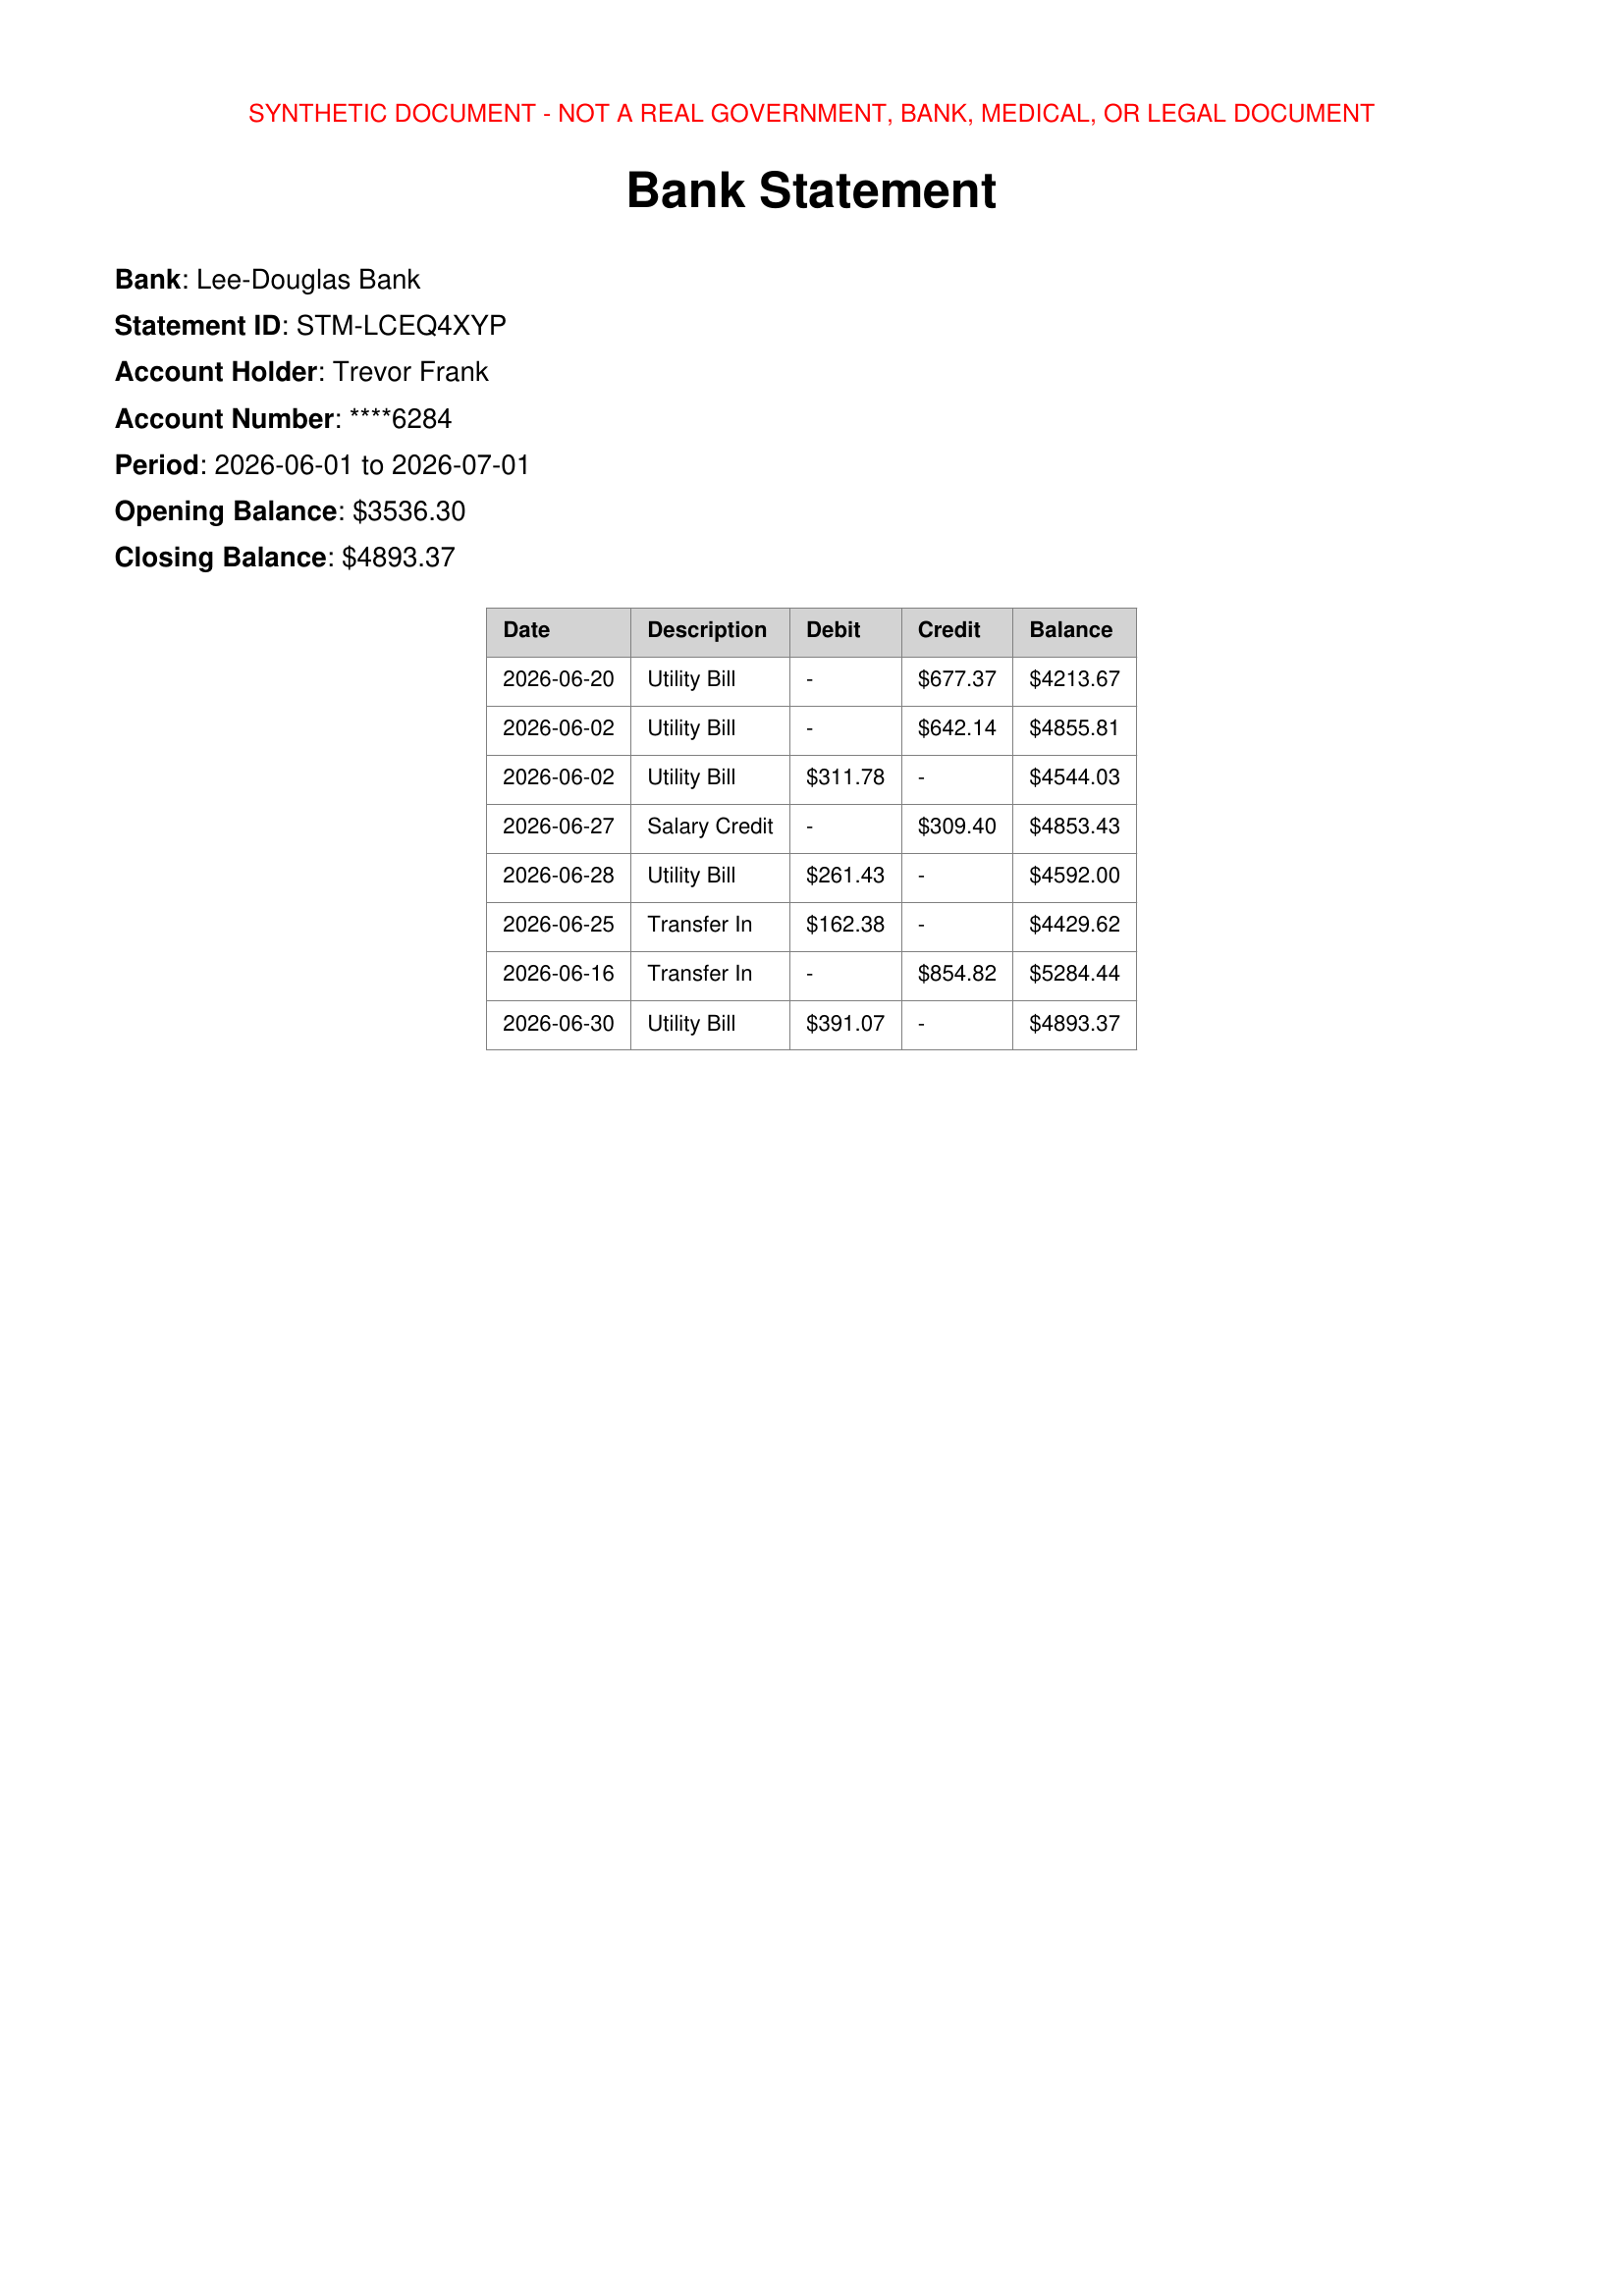 SYNTHETIC DOCUMENT - NOT A REAL GOVERNMENT, BANK, MEDICAL, OR LEGAL DOCUMENT
Bank Statement
Bank: Lee-Douglas Bank
Statement ID: STM-LCEQ4XYP
Account Holder: Trevor Frank
Account Number: ****6284
Period: 2026-06-01 to 2026-07-01
Opening Balance: $3536.30
Closing Balance: $4893.37
Date Description Debit Credit Balance
2026-06-20 Utility Bill - $677.37 $4213.67
2026-06-02 Utility Bill - $642.14 $4855.81
2026-06-02 Utility Bill $311.78 - $4544.03
2026-06-27 Salary Credit - $309.40 $4853.43
2026-06-28 Utility Bill $261.43 - $4592.00
2026-06-25 Transfer In $162.38 - $4429.62
2026-06-16 Transfer In - $854.82 $5284.44
2026-06-30 Utility Bill $391.07 - $4893.37